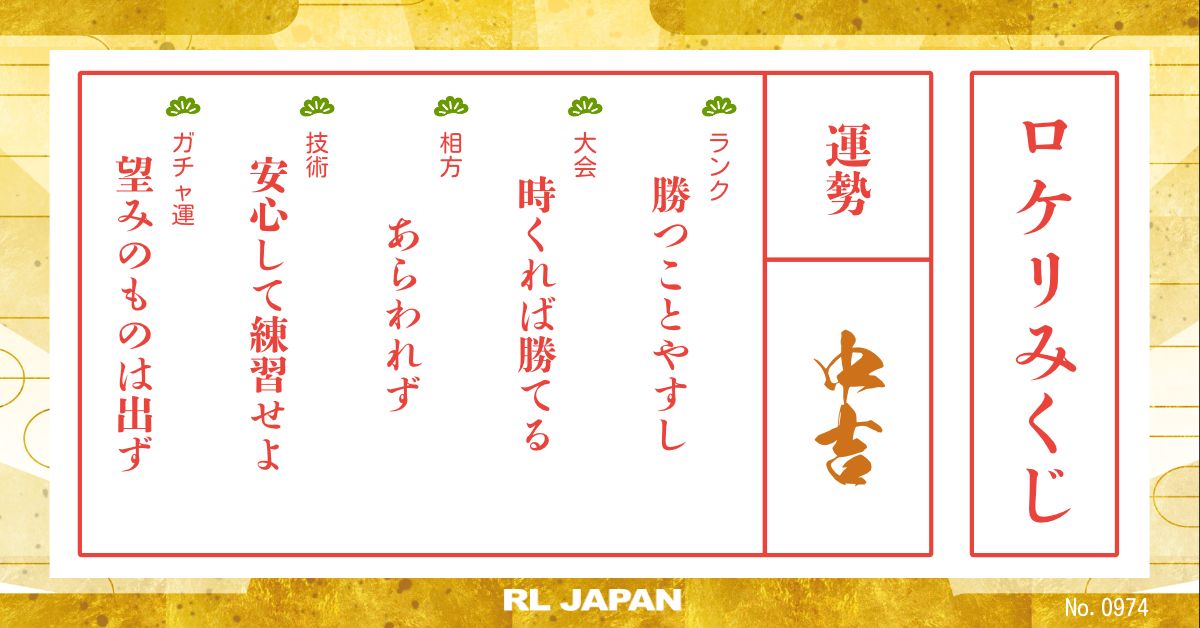 ロケリみくじ
運勢
中吉
ランク
勝つことやすし
大会
時くれば勝てる
相方
あらわれず
技術
安心して練習せよ
ガチャ運
望みのものは出ず
RL JAPAN
No. 0974